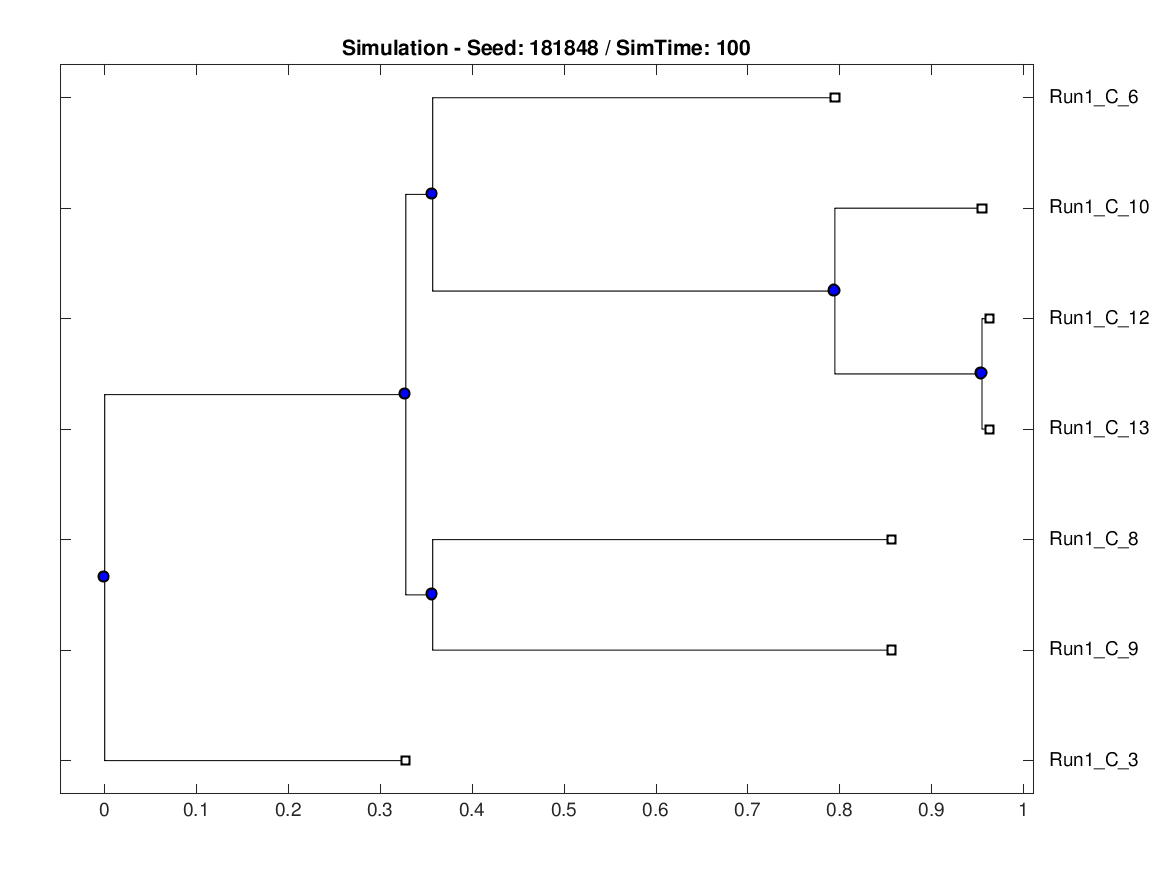 Simulation - Seed: 181848 / SimTime: 100
Run1_C_6
Run1_C_10
Run1_C_12
Run1_C_13
Run1_C_8
Run1_C_9
Run1_C_3
0 0.1 0.2 0.3 0.4 0.5 0.6 0.7 0.8 0.9 1